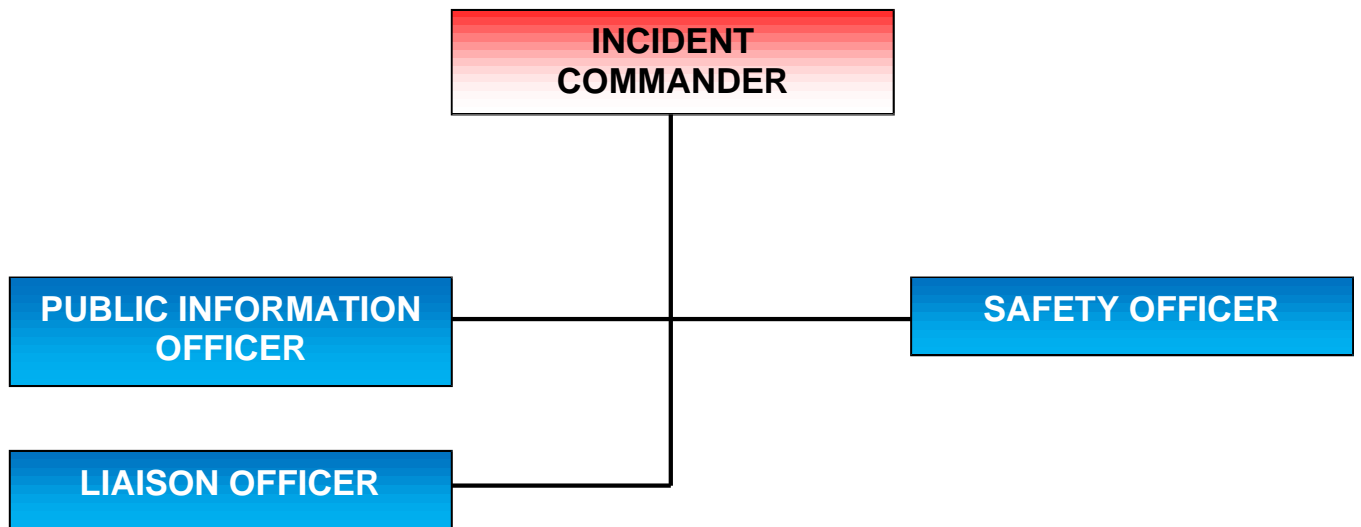 INCIDENT
COMMANDER
PUBLIC INFORMATION
OFFICER
SAFETY OFFICER
LIAISON OFFICER